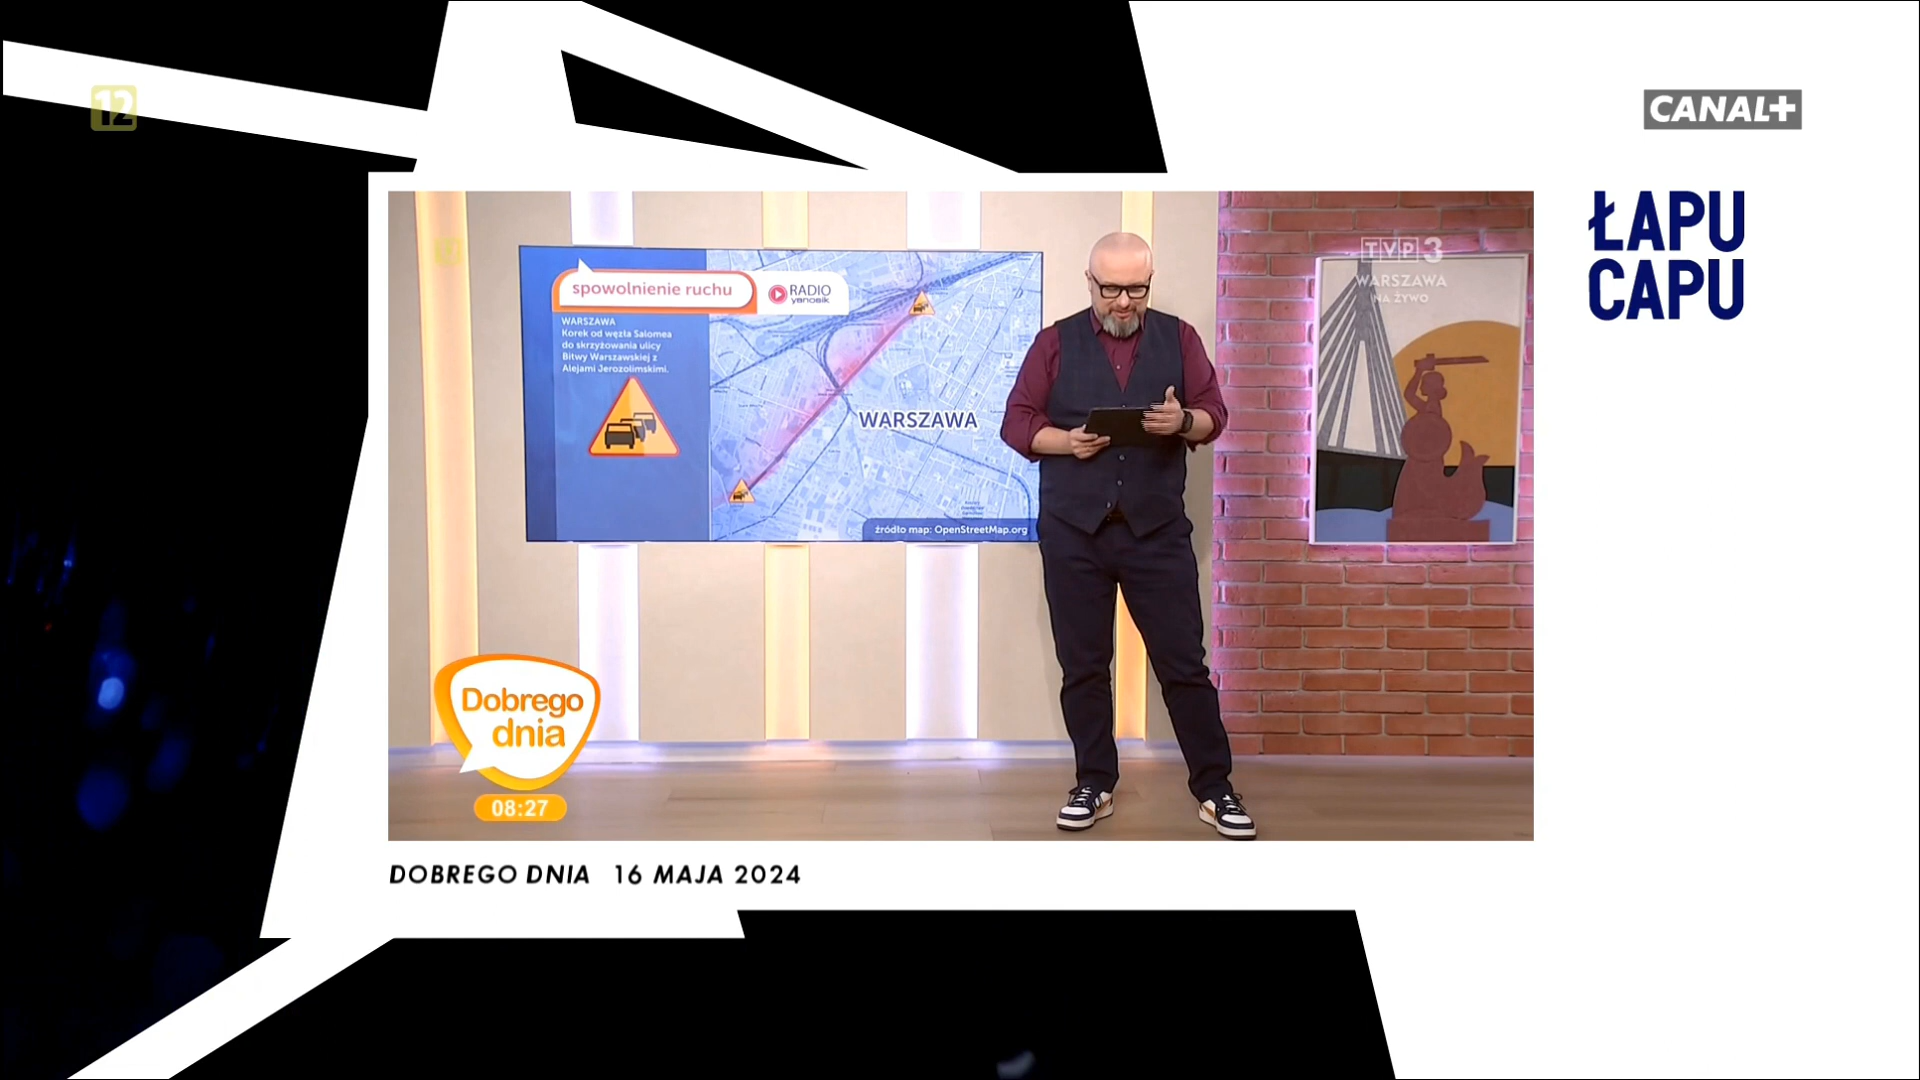 12
CANAL+
ŁAPU
CAPU
TVP3
WARSZAWA
NA ŻYWO
spowolnienie ruchu
RADIO
yanosik
WARSZAWA
Korek od węzła Salomea
do skrzyżowania ulicy
Bitwy Warszawskiej z
Alejami Jerozolimskimi.
WARSZAWA
źródło map: OpenStreetMap.org
Dobrego
dnia
08:27
DOBREGO DNIA 16 MAJA 2024